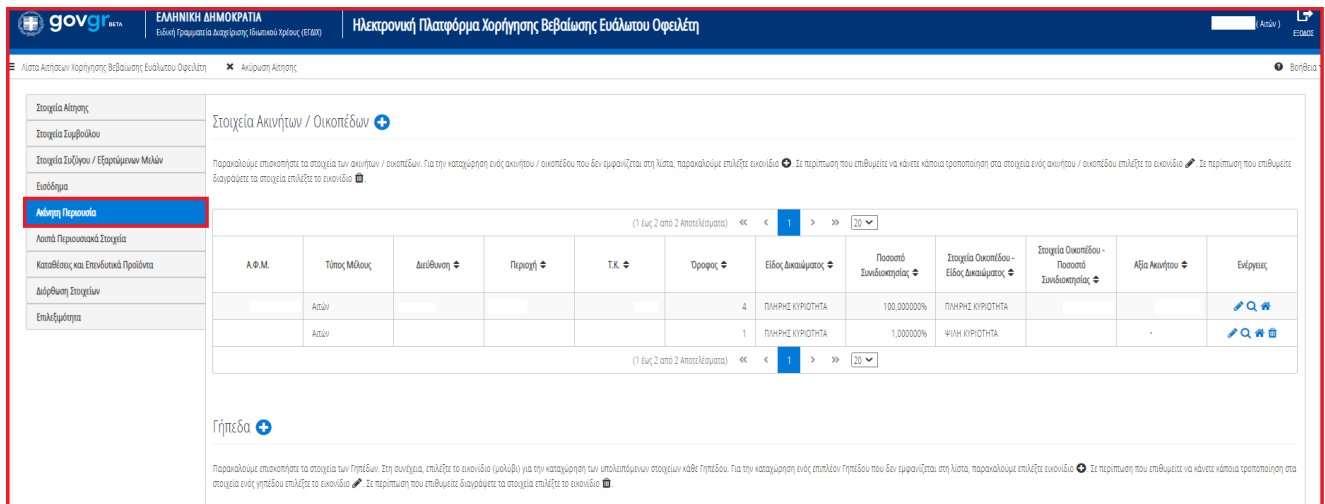 govgr BETA
ΕΛΛΗΝΙΚΗ ΔΗΜΟΚΡΑΤΙΑ
Ειδική Γραμματεία Διαχείρισης Ιδιωτικού Χρέους (ΕΓΔΙΧ)
Ηλεκτρονική Πλατφόρμα Χορήγησης Βεβαίωσης Ευάλωτου Οφειλέτη
( Αιτών )
ΕΞΟΔΟΣ
Λίστα Αιτήσεων Χορήγησης Βεβαίωσης Ευάλωτου Οφειλέτη
Ακύρωση Αίτησης
Βοήθεια
Στοιχεία Αίτησης
Στοιχεία Συμβούλου
Στοιχεία Συζύγου / Εξαρτώμενων Μελών
Εισόδημα
Ακίνητη Περιουσία
Λοιπά Περιουσιακά Στοιχεία
Καταθέσεις και Επενδυτικά Προϊόντα
Διόρθωση Στοιχείων
Επιλεξιμότητα
Στοιχεία Ακινήτων / Οικοπέδων
Παρακαλούμε επισκοπήστε τα στοιχεία των ακινήτων / οικοπέδων. Για την καταχώρηση ενός ακινήτου / οικοπέδου που δεν εμφανίζεται στη λίστα, παρακαλούμε επιλέξτε εικονίδιο . Σε περίπτωση που επιθυμείτε να κάνετε κάποια τροποποίηση στα στοιχεία ενός ακινήτου / οικοπέδου επιλέξτε το εικονίδιο . Σε περίπτωση που επιθυμείτε
διαγράψετε τα στοιχεία επιλέξτε το εικονίδιο .
(1 έως 2 από 2 Αποτελέσματα) « < 1 > » 20
Α.Φ.Μ. Τύπος Μέλους Διεύθυνση Περιοχή Τ.Κ. Όροφος Είδος Δικαιώματος Ποσοστό Συνιδιοκτησίας Στοιχεία Οικοπέδου - Είδος Δικαιώματος Στοιχεία Οικοπέδου - Ποσοστό Συνιδιοκτησίας Αξία Ακινήτου Ενέργειες
Αιτών 4 ΠΛΗΡΗΣ ΚΥΡΙΟΤΗΤΑ 100,000000% ΠΛΗΡΗΣ ΚΥΡΙΟΤΗΤΑ
Αιτών 1 ΠΛΗΡΗΣ ΚΥΡΙΟΤΗΤΑ 1,000000% ΨΙΛΗ ΚΥΡΙΟΤΗΤΑ
(1 έως 2 από 2 Αποτελέσματα) « < 1 > » 20
Γήπεδα
Παρακαλούμε επισκοπήστε τα στοιχεία των Γηπέδων. Στη συνέχεια, επιλέξτε το εικονίδιο (μολύβι) για την καταχώρηση των υπολειπόμενων στοιχείων κάθε Γηπέδου. Για την καταχώρηση ενός επιπλέον Γηπέδου που δεν εμφανίζεται στη λίστα, παρακαλούμε επιλέξτε εικονίδιο . Σε περίπτωση που επιθυμείτε να κάνετε κάποια τροποποίηση στα
στοιχεία ενός γηπέδου επιλέξτε το εικονίδιο . Σε περίπτωση που επιθυμείτε διαγράψετε τα στοιχεία επιλέξτε το εικονίδιο .